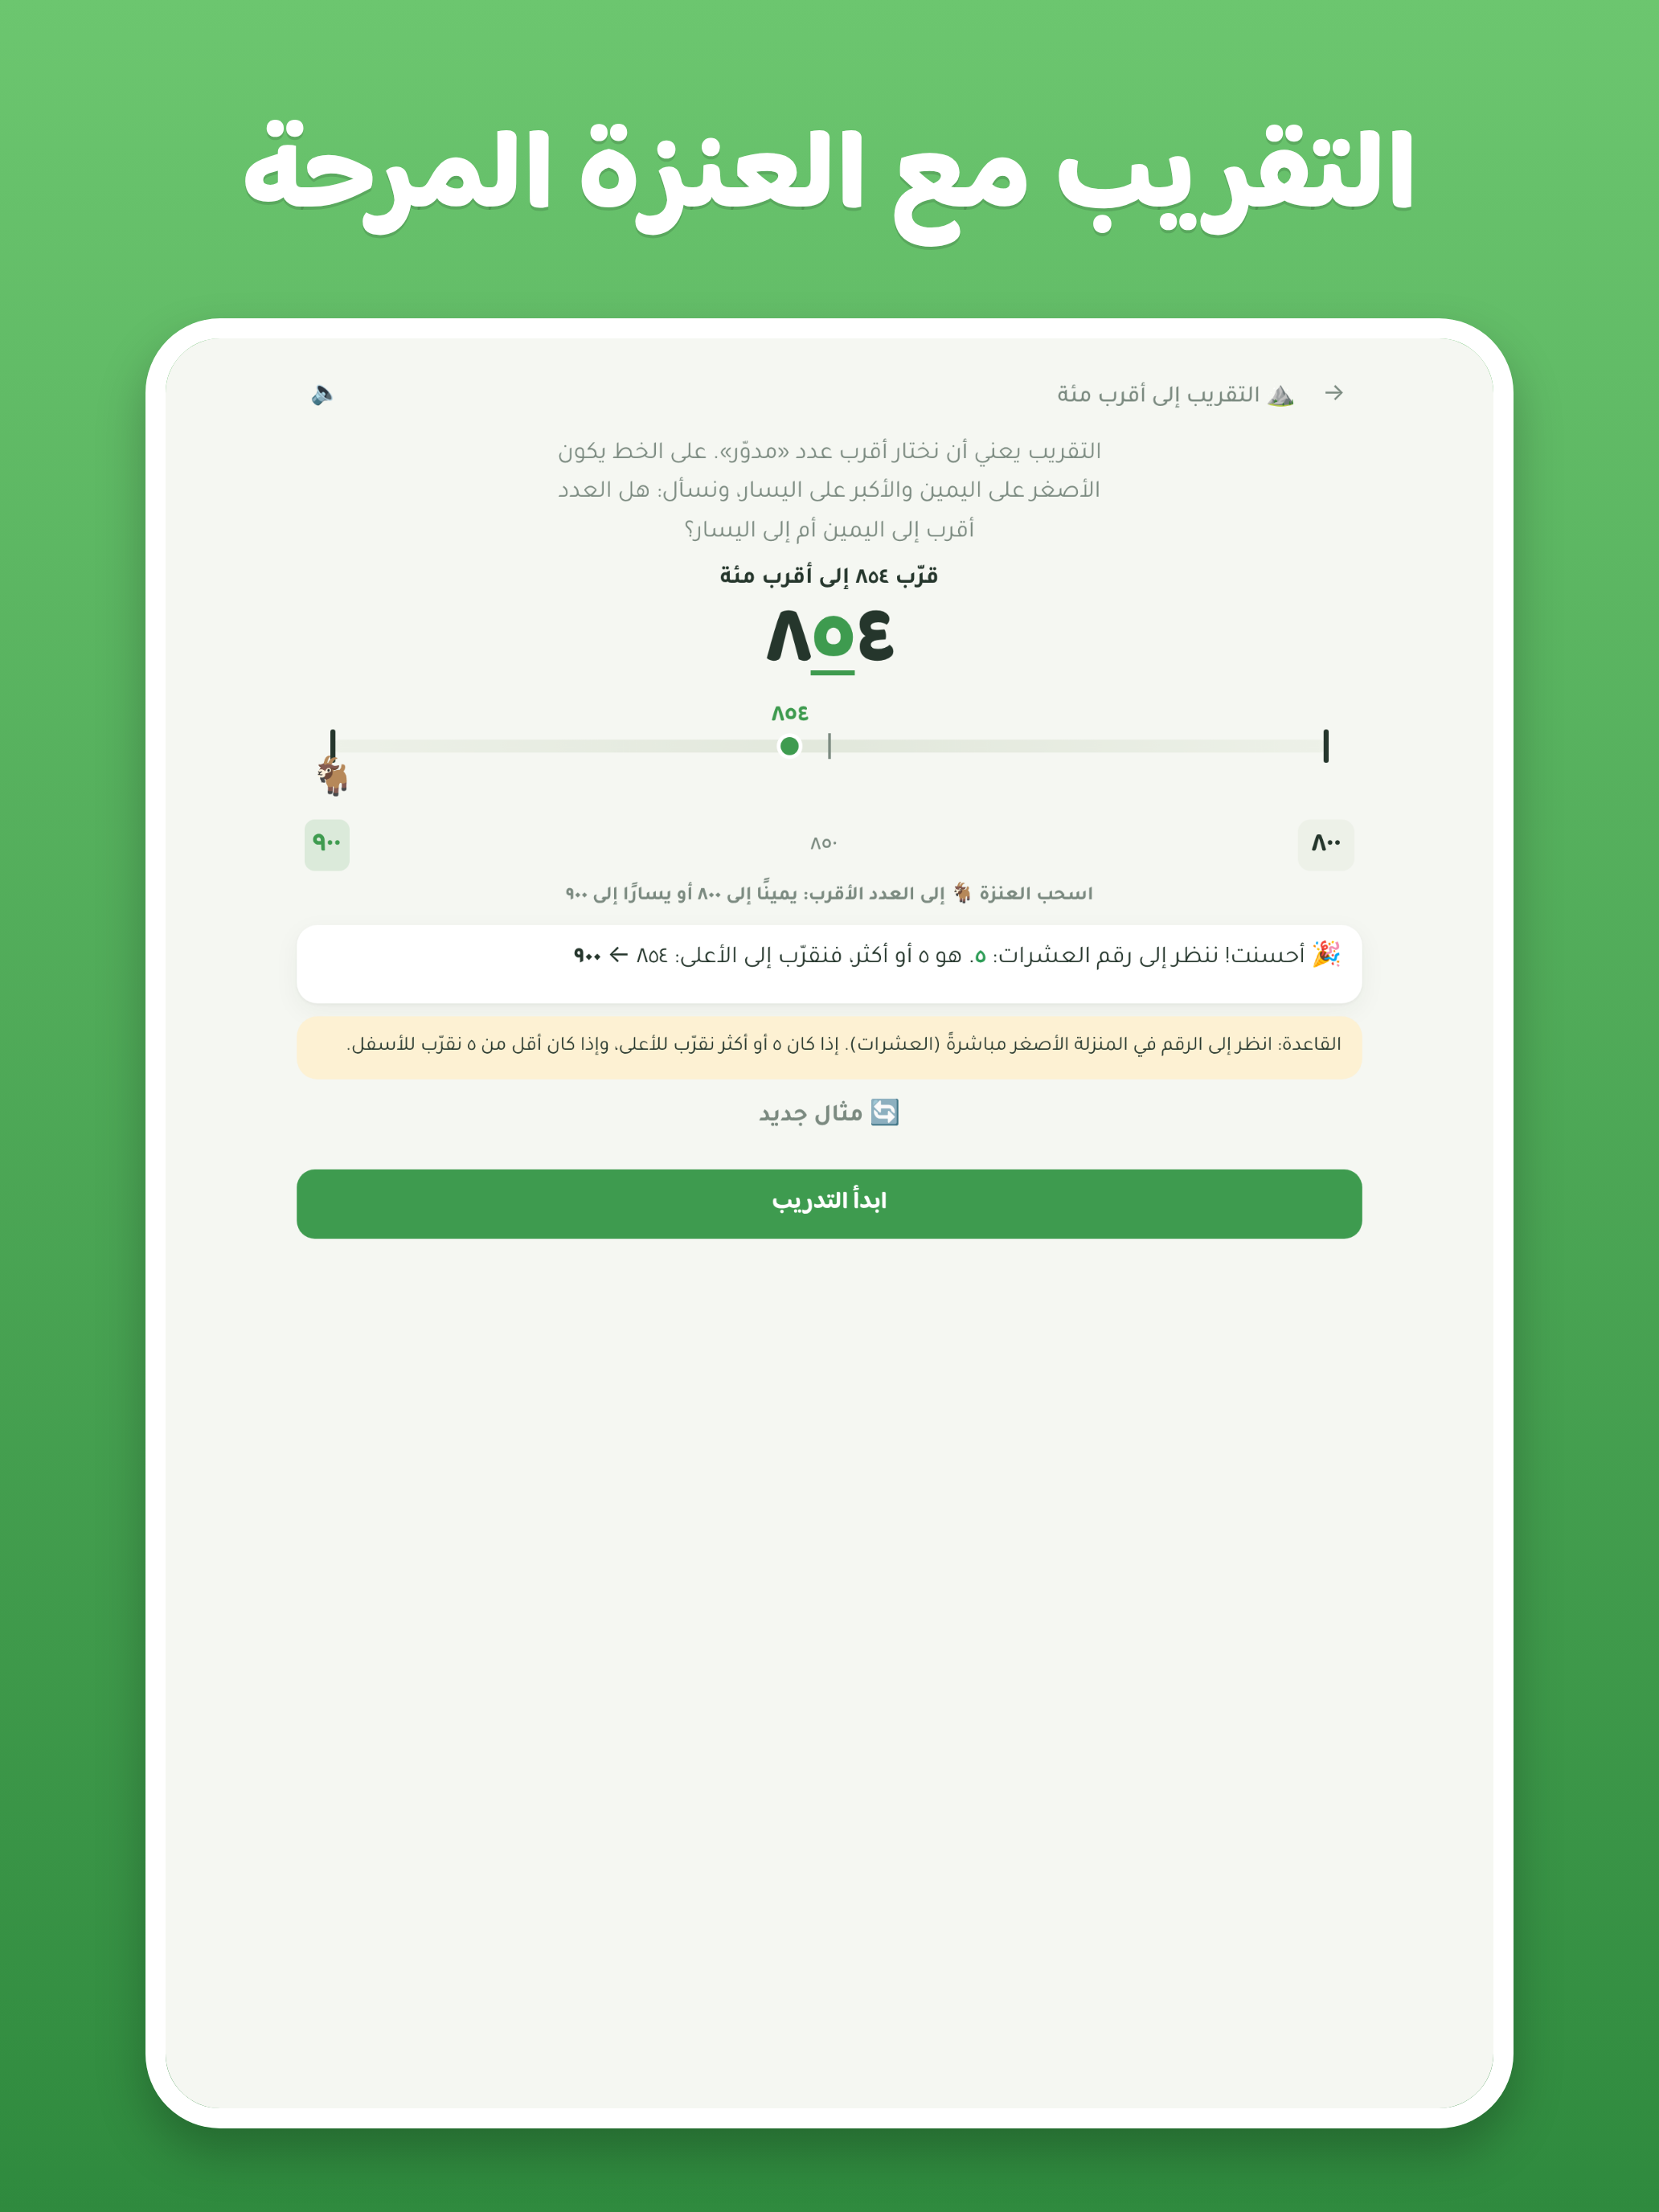 التقريب مع العنزة المرحة
→ ⛰️ التقريب إلى أقرب مئة 🔈
التقريب يعني أن نختار أقرب عدد «مدوّر». على الخط يكون
الأصغر على اليمين والأكبر على اليسار، ونسأل: هل العدد
أقرب إلى اليمين أم إلى اليسار؟
قرّب ٨٥٤ إلى أقرب مئة
٨٥٤
٨٥٤
٨٠٠
٨٥٠
٩٠٠
اسحب العنزة 🐐 إلى العدد الأقرب: يمينًا إلى ٨٠٠ أو يسارًا إلى ٩٠٠
🎉 أحسنت! ننظر إلى رقم العشرات: ٥. هو ٥ أو أكثر، فنقرّب إلى الأعلى: ٨٥٤ ← ٩٠٠
القاعدة: انظر إلى الرقم في المنزلة الأصغر مباشرةً (العشرات). إذا كان ٥ أو أكثر نقرّب للأعلى، وإذا كان أقل من ٥ نقرّب للأسفل.
🔄 مثال جديد
ابدأ التدريب